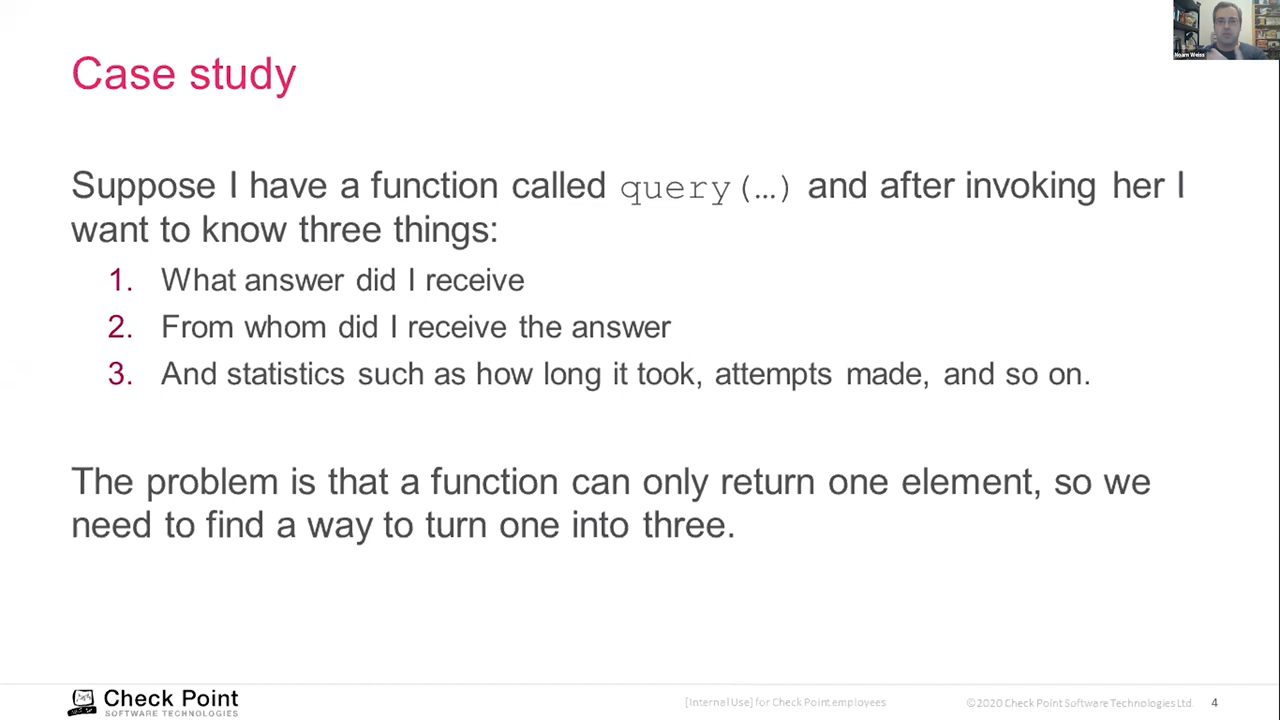 Noam Weiss
Case study
Suppose I have a function called query(…) and after invoking her I
want to know three things:
1. What answer did I receive
2. From whom did I receive the answer
3. And statistics such as how long it took, attempts made, and so on.
The problem is that a function can only return one element, so we
need to find a way to turn one into three.
Check Point
SOFTWARE TECHNOLOGIES
[Internal Use] for Check Point employees
©2020 Check Point Software Technologies Ltd.
4